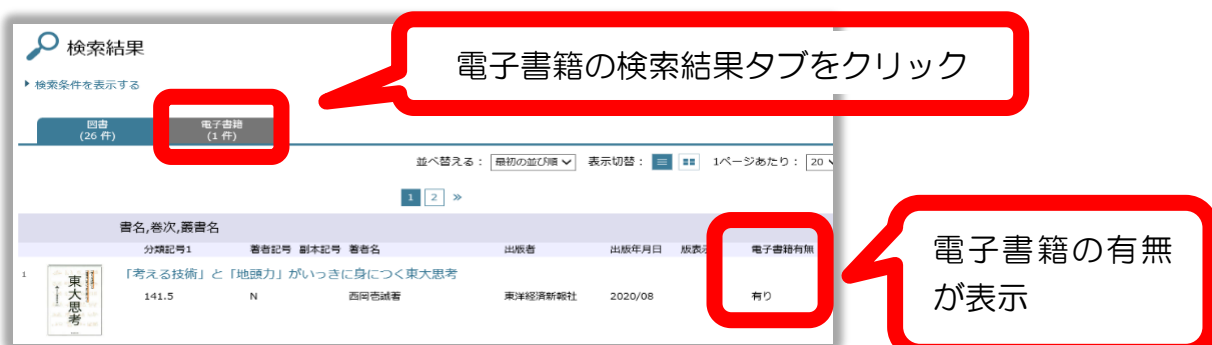 検索結果
電子書籍の検索結果タブをクリック
検索条件を表示する
図書
(26 件)
電子書籍
(1 件)
並べ替える： 最初の並び順 表示切替： 1ページあたり： 20
1 2 »
書名,巻次,叢書名
分類記号1 著者記号 副本記号 著者名 出版者 出版年月日 版表示 電子書籍有無
1 「考える技術」と「地頭力」がいっきに身につく東大思考
141.5 N 西岡壱誠著 東洋経済新報社 2020/08 有り
東大思考
電子書籍の有無
が表示